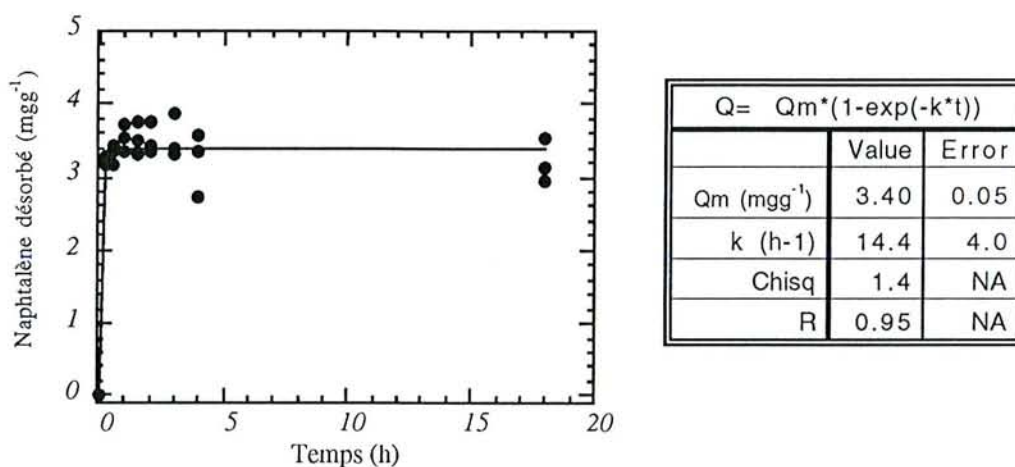 5
4
3
2
1
0
Naphtalène désorbé (mgg⁻¹)
0 5 10 15 20
Temps (h)
Q= Qm*(1-exp(-k*t))
Value Error
Qm (mgg⁻¹) 3.40 0.05
k (h-1) 14.4 4.0
Chisq 1.4 NA
R 0.95 NA